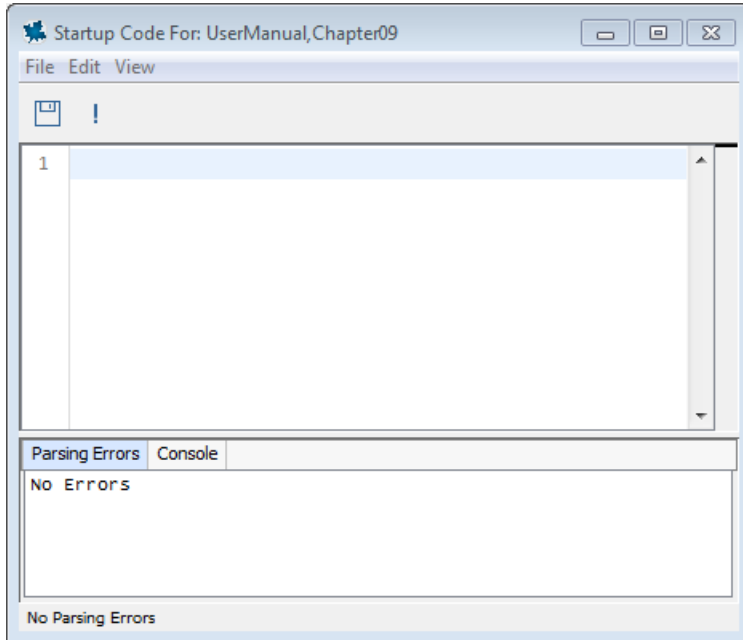 Startup Code For: UserManual,Chapter09
File Edit View
!
1
Parsing Errors Console
No Errors
No Parsing Errors